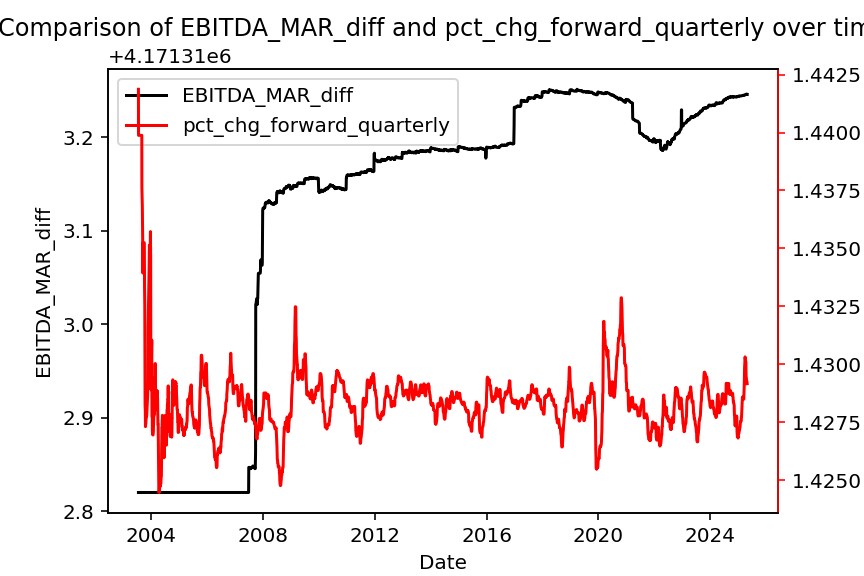 Comparison of EBITDA_MAR_diff and pct_chg_forward_quarterly over tim
+4.17131e6
EBITDA_MAR_diff
pct_chg_forward_quarterly
3.2
3.1
3.0
2.9
2.8
EBITDA_MAR_diff
1.4425
1.4400
1.4375
1.4350
1.4325
1.4300
1.4275
1.4250
2004 2008 2012 2016 2020 2024
Date